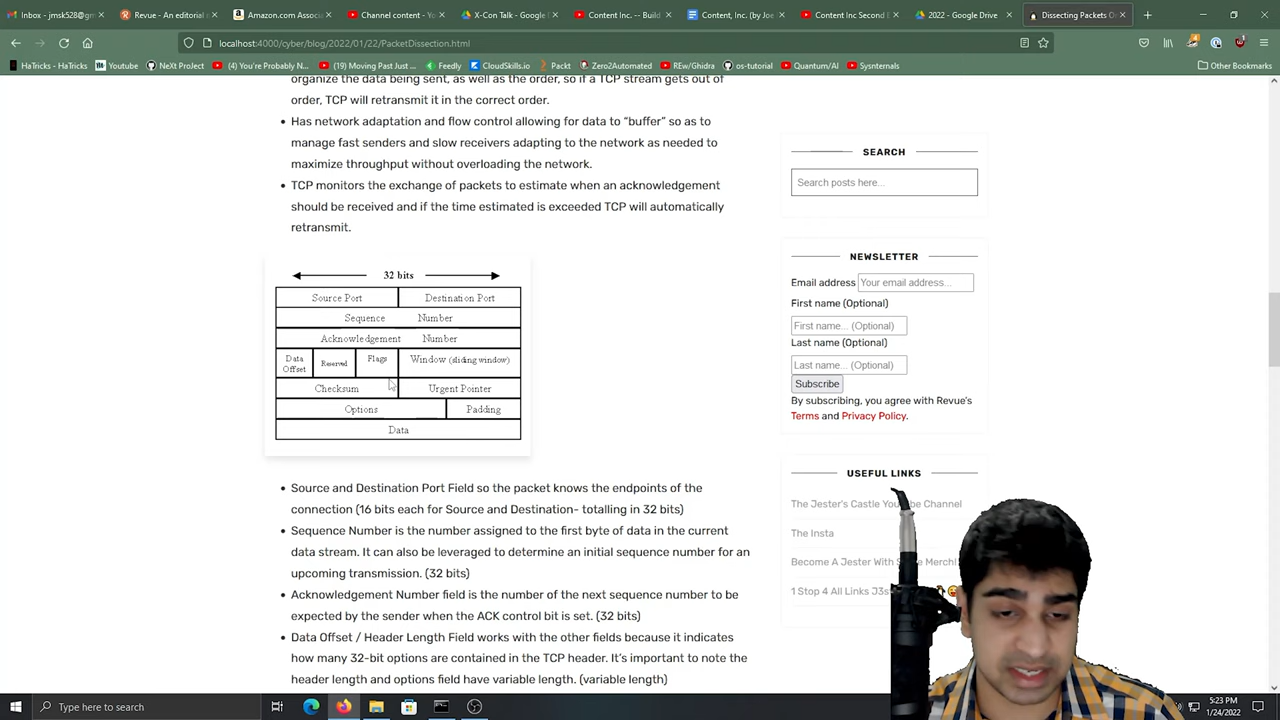 Inbox - jmsk528@gm
Revue - An editorial n
Amazon.com Associ
Channel content - Yo
X-Con Talk - Google
Content Inc. -- Build
Content, Inc. (by Joe
Content Inc Second E
2022 - Google Drive
Dissecting Packets On
localhost:4000/cyber/blog/2022/01/22/PacketDissection.html
HaTricks - HaTricks
Youtube
NeXt Project
(4) You're Probably N...
(19) Moving Past Just ...
Feedly
CloudSkills.io
Packt
Zero2Automated
REw/Ghidra
os-tutorial
Quantum/AI
Sysnternals
Other Bookmarks
organize the data being sent, as well as the order, so if a TCP stream gets out of
order, TCP will retransmit it in the correct order.
Has network adaptation and flow control allowing for data to “buffer” so as to
manage fast senders and slow receivers adapting to the network as needed to
maximize throughput without overloading the network.
TCP monitors the exchange of packets to estimate when an acknowledgement
should be received and if the time estimated is exceeded TCP will automatically
retransmit.
32 bits
Source Port Destination Port
Sequence Number
Acknowledgement Number
Data Offset Reserved Flags Window (sliding window)
Checksum Urgent Pointer
Options Padding
Data
Source and Destination Port Field so the packet knows the endpoints of the
connection (16 bits each for Source and Destination- totalling in 32 bits)
Sequence Number is the number assigned to the first byte of data in the current
data stream. It can also be leveraged to determine an initial sequence number for an
upcoming transmission. (32 bits)
Acknowledgement Number field is the number of the next sequence number to be
expected by the sender when the ACK control bit is set. (32 bits)
Data Offset / Header Length Field works with the other fields because it indicates
how many 32-bit options are contained in the TCP header. It's important to note the
header length and options field have variable length. (variable length)
SEARCH
Search posts here...
NEWSLETTER
Email address Your email address...
First name (Optional)
First name... (Optional)
Last name (Optional)
Last name... (Optional)
Subscribe
By subscribing, you agree with Revue's
Terms and Privacy Policy.
USEFUL LINKS
The Jester's Castle You be Channel
The Insta
Become A Jester With S e Merch!
1 Stop 4 All Links J3s
Type here to search
5:23 PM
1/24/2022